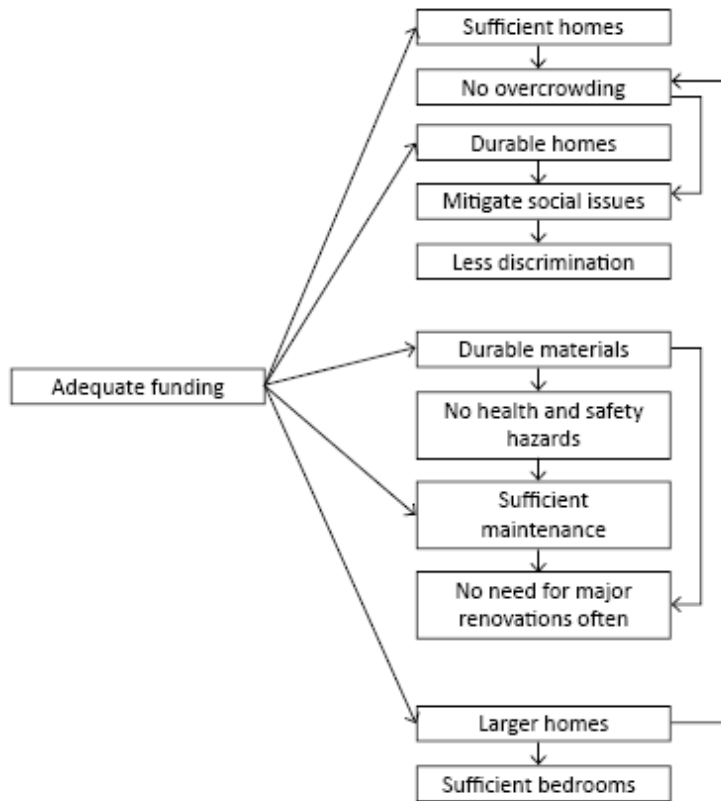 Sufficient homes
No overcrowding
Durable homes
Mitigate social issues
Less discrimination
Durable materials
Adequate funding
No health and safety
hazards
Sufficient
maintenance
No need for major
renovations often
Larger homes
Sufficient bedrooms